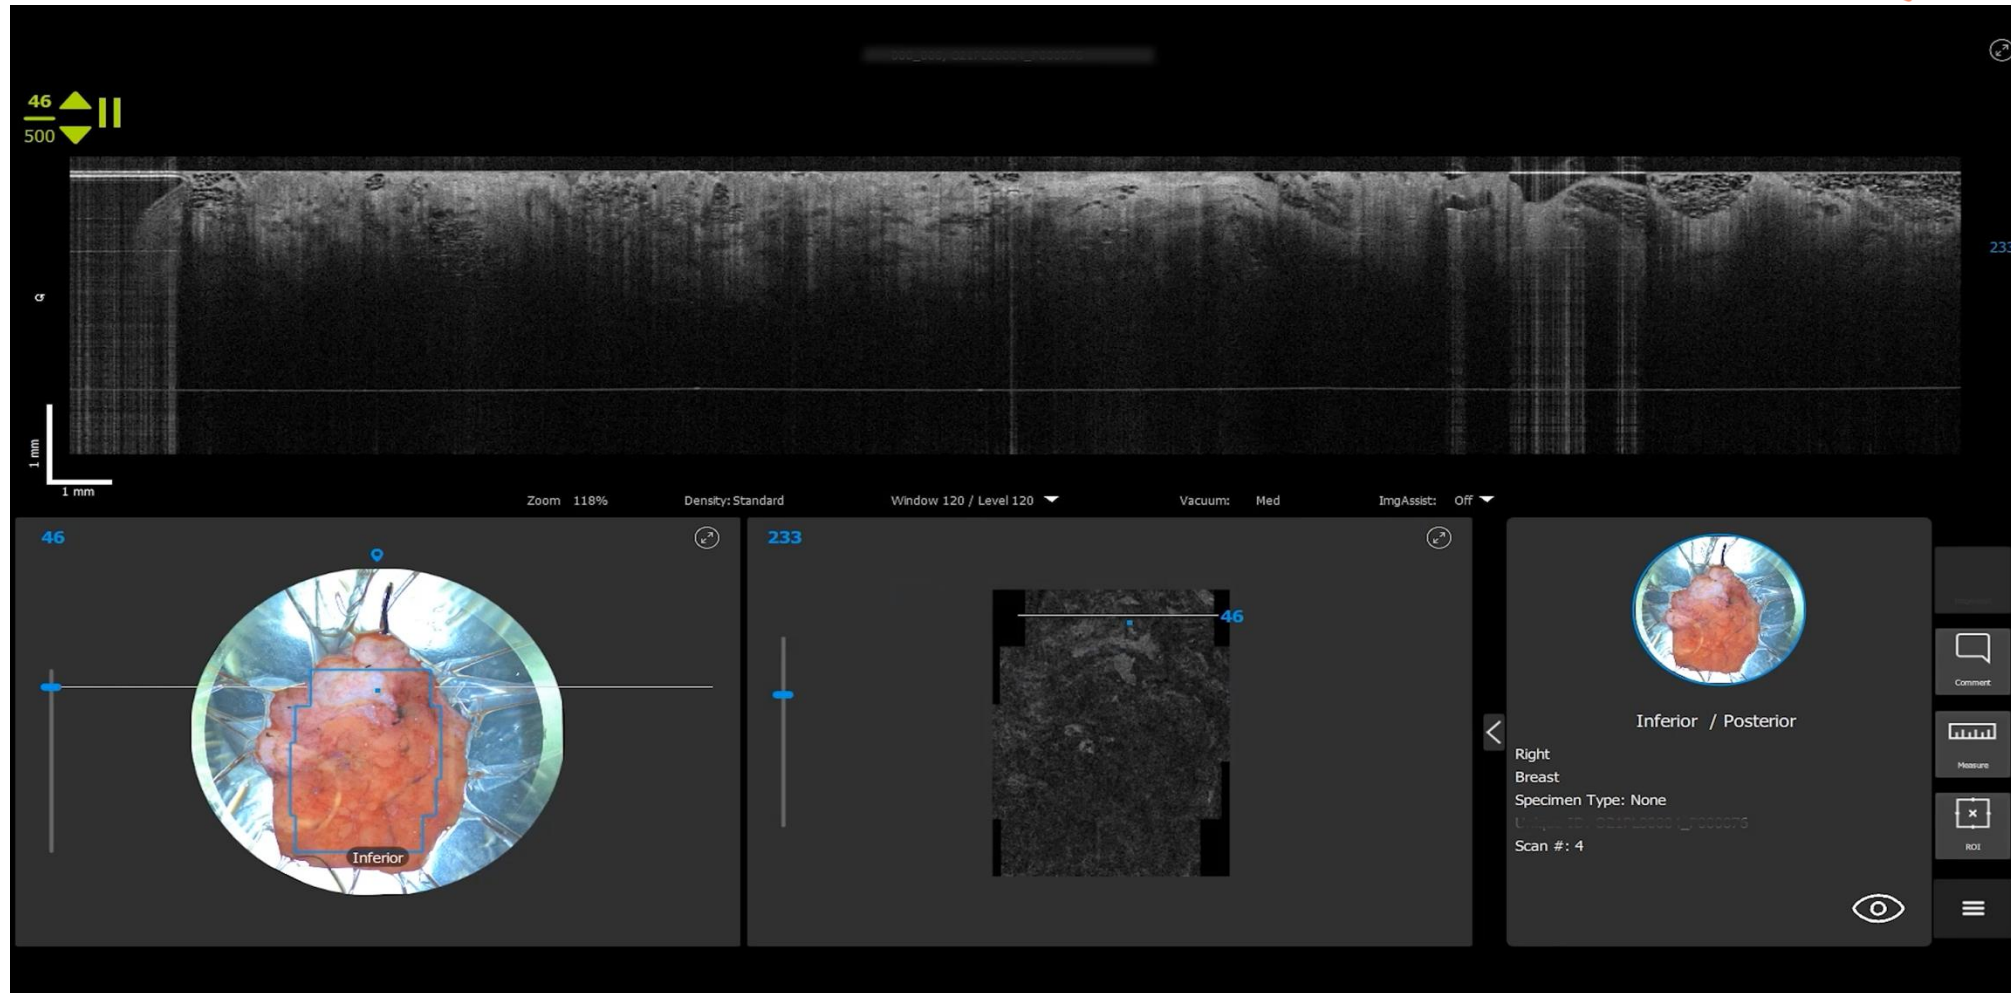 46
500
233
1 mm
1 mm
Zoom 118% Density: Standard Window 120 / Level 120 Vacuum: Med ImgAssist: Off
46
Inferior
233
46
Inferior / Posterior
Right
Breast
Specimen Type: None
Scan #: 4
Comment
Measure
ROI